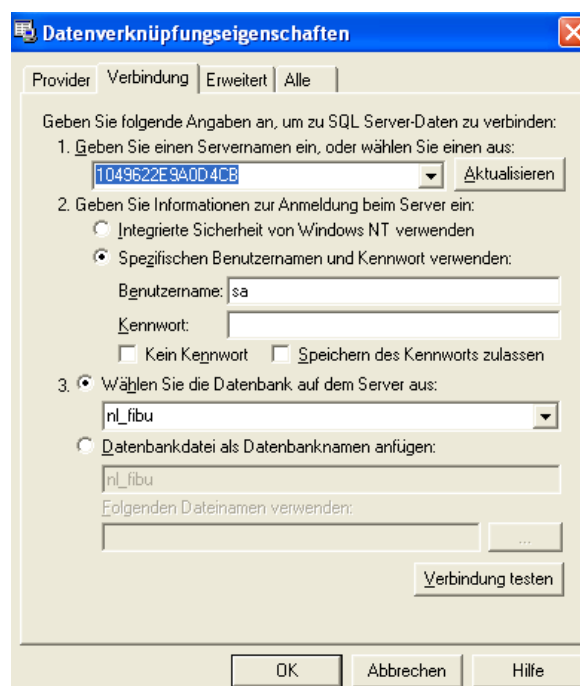 Datenverknüpfungseigenschaften
Provider Verbindung Erweitert Alle
Geben Sie folgende Angaben an, um zu SQL Server-Daten zu verbinden:
1. Geben Sie einen Servernamen ein, oder wählen Sie einen aus:
1049622E9A0D4CB Aktualisieren
2. Geben Sie Informationen zur Anmeldung beim Server ein:
Integrierte Sicherheit von Windows NT verwenden
Spezifischen Benutzernamen und Kennwort verwenden:
Benutzername: sa
Kennwort:
Kein Kennwort Speichern des Kennworts zulassen
3. Wählen Sie die Datenbank auf dem Server aus:
nl_fibu
Datenbankdatei als Datenbanknamen anfügen:
nl_fibu
Folgenden Dateinamen verwenden:
...
Verbindung testen
OK Abbrechen Hilfe